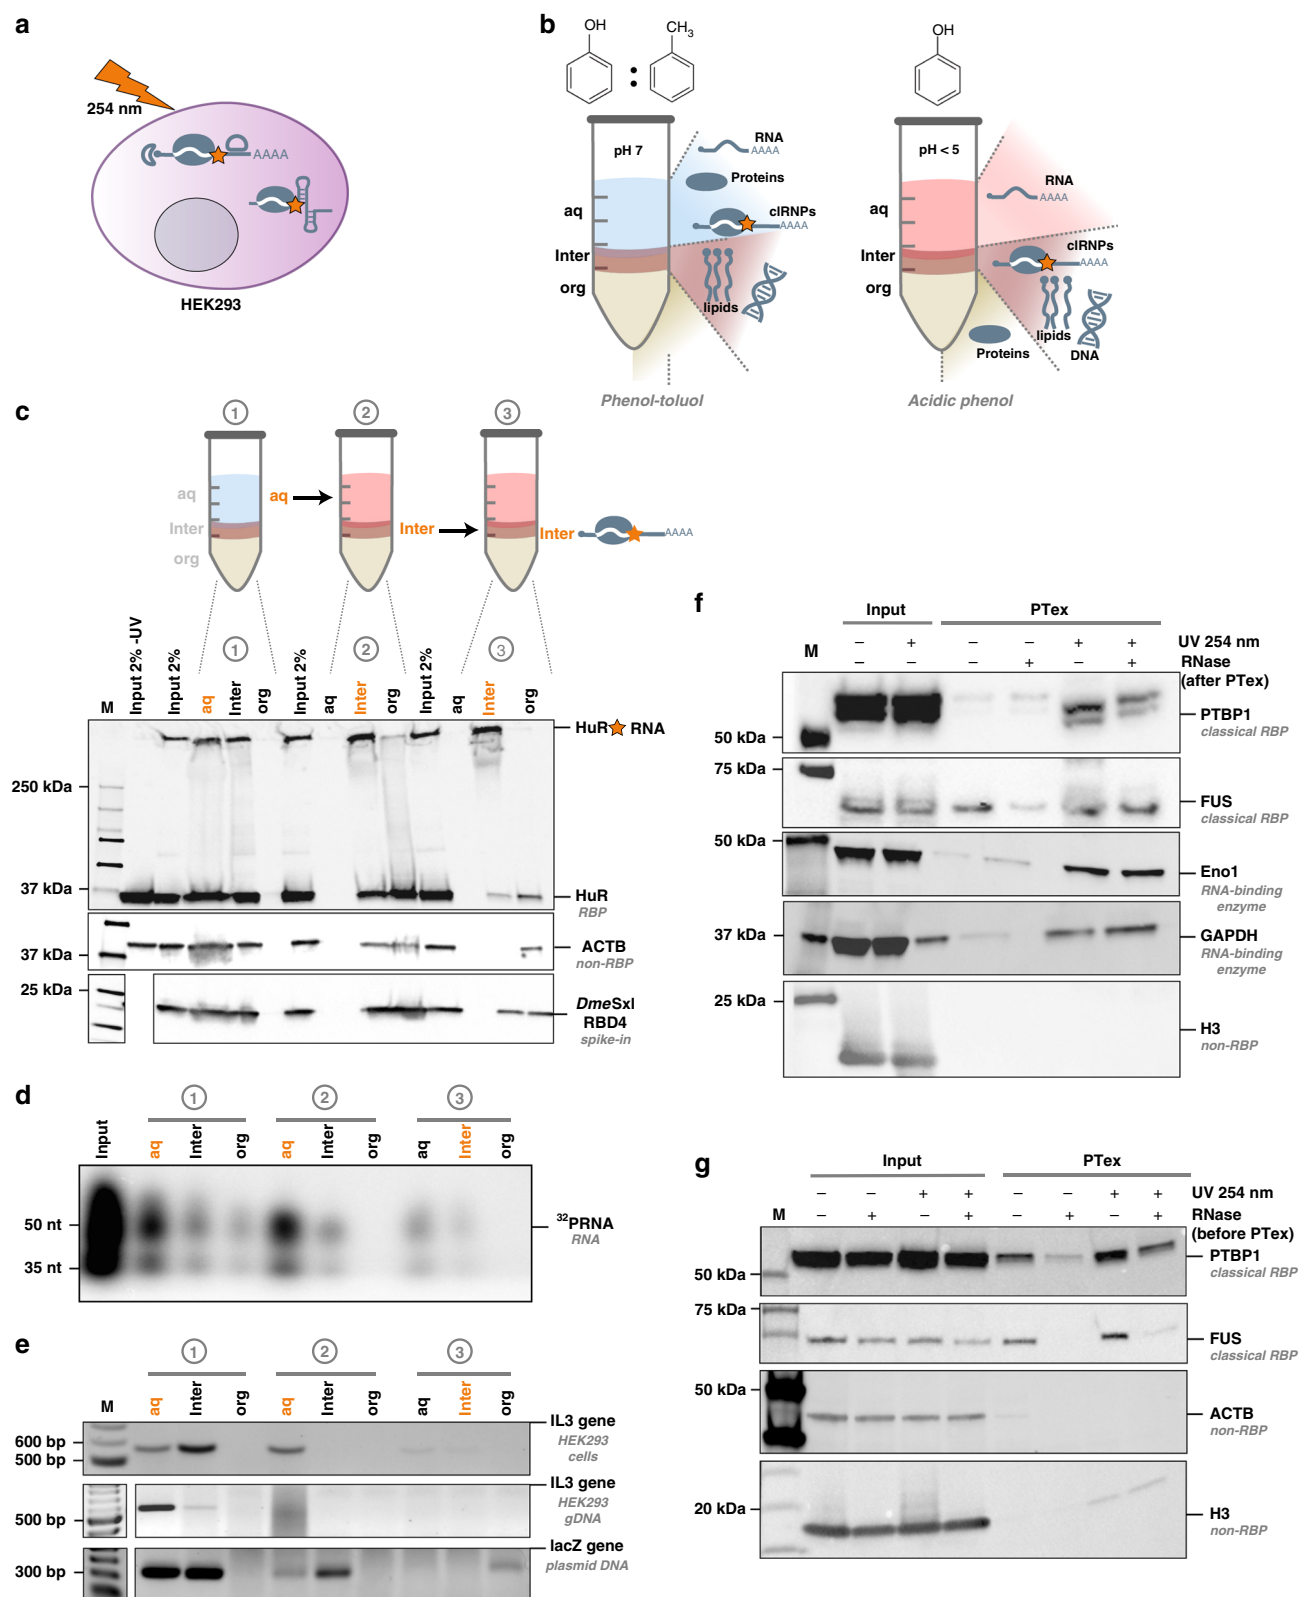 a
254 nm
AAAA
HEK293
b
OH
CH3
:
OH
pH 7
aq
Inter
org
RNA
AAAA
Proteins
clRNPs
AAAA
lipids
Phenol-toluol
pH < 5
aq
Inter
org
RNA
AAAA
clRNPs
AAAA
lipids
Proteins
DNA
Acidic phenol
c
1 2 3
aq
Inter
org
aq
Inter
Inter
AAAA
1 2 3
M
Input 2% -UV
Input 2%
aq
Inter
org
Input 2%
aq
Inter
org
Input 2%
aq
Inter
org
HuR RNA
250 kDa
37 kDa
HuR
RBP
37 kDa
ACTB
non-RBP
25 kDa
DmeSxl
RBD4
spike-in
d
1 2 3
Input
aq
Inter
org
aq
Inter
org
aq
Inter
org
50 nt
35 nt
32PRNA
RNA
e
1 2 3
M
aq
Inter
org
aq
Inter
org
aq
Inter
org
600 bp
500 bp
IL3 gene
HEK293
cells
500 bp
IL3 gene
HEK293
gDNA
300 bp
lacZ gene
plasmid DNA
f
Input PTex
M
– + – – + + UV 254 nm
– – – + – + RNase
(after PTex)
50 kDa
PTBP1
classical RBP
75 kDa
FUS
classical RBP
50 kDa
Eno1
RNA-binding
enzyme
37 kDa
GAPDH
RNA-binding
enzyme
25 kDa
H3
non-RBP
g
Input PTex
– – + + – – + + UV 254 nm
M – + – + – + – + RNase
(before PTex)
50 kDa
PTBP1
classical RBP
75 kDa
FUS
classical RBP
50 kDa
ACTB
non-RBP
20 kDa
H3
non-RBP